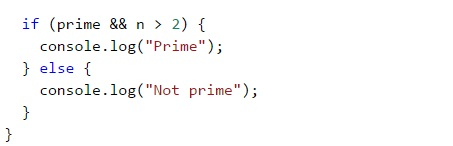 if (prime && n > 2) {
console.log("Prime");
} else {
console.log("Not prime");
}
}